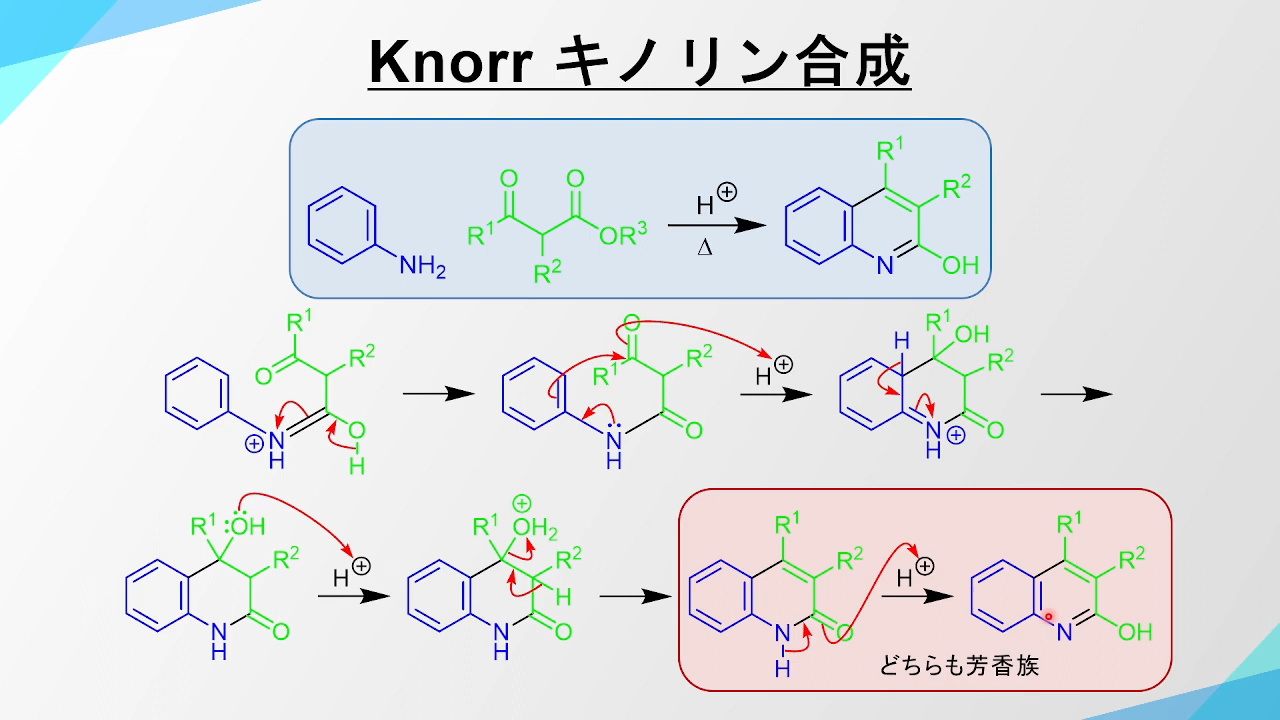 Knorr キノリン合成
R¹
O O R²
H⊕
R¹ OR³
NH₂ R² Δ N OH
R¹ O R¹ OH
R² R² H R²
O R¹ H⊕
⊕N OH N O N⊕ O
H H H
R¹ :ÖH R¹ ⊕OH₂ R¹ R¹
R² H⊕ R² R² H⊕ R²
H
N O N O N O N OH
H H H
どちらも芳香族